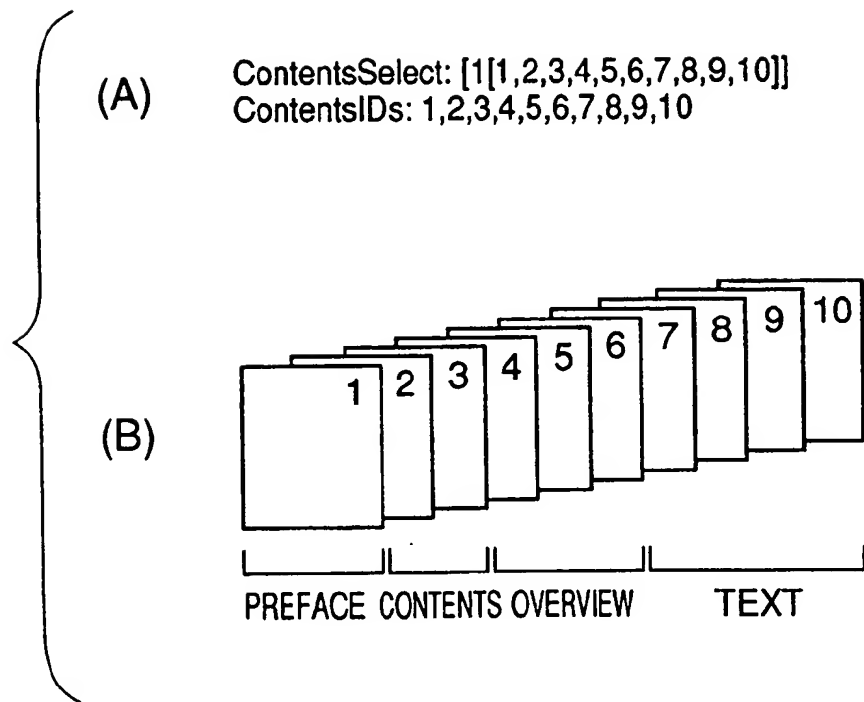 (A)
ContentsSelect: [1[1,2,3,4,5,6,7,8,9,10]]
ContentsIDs: 1,2,3,4,5,6,7,8,9,10
(B)
1 2 3 4 5 6 7 8 9 10
PREFACE CONTENTS OVERVIEW TEXT